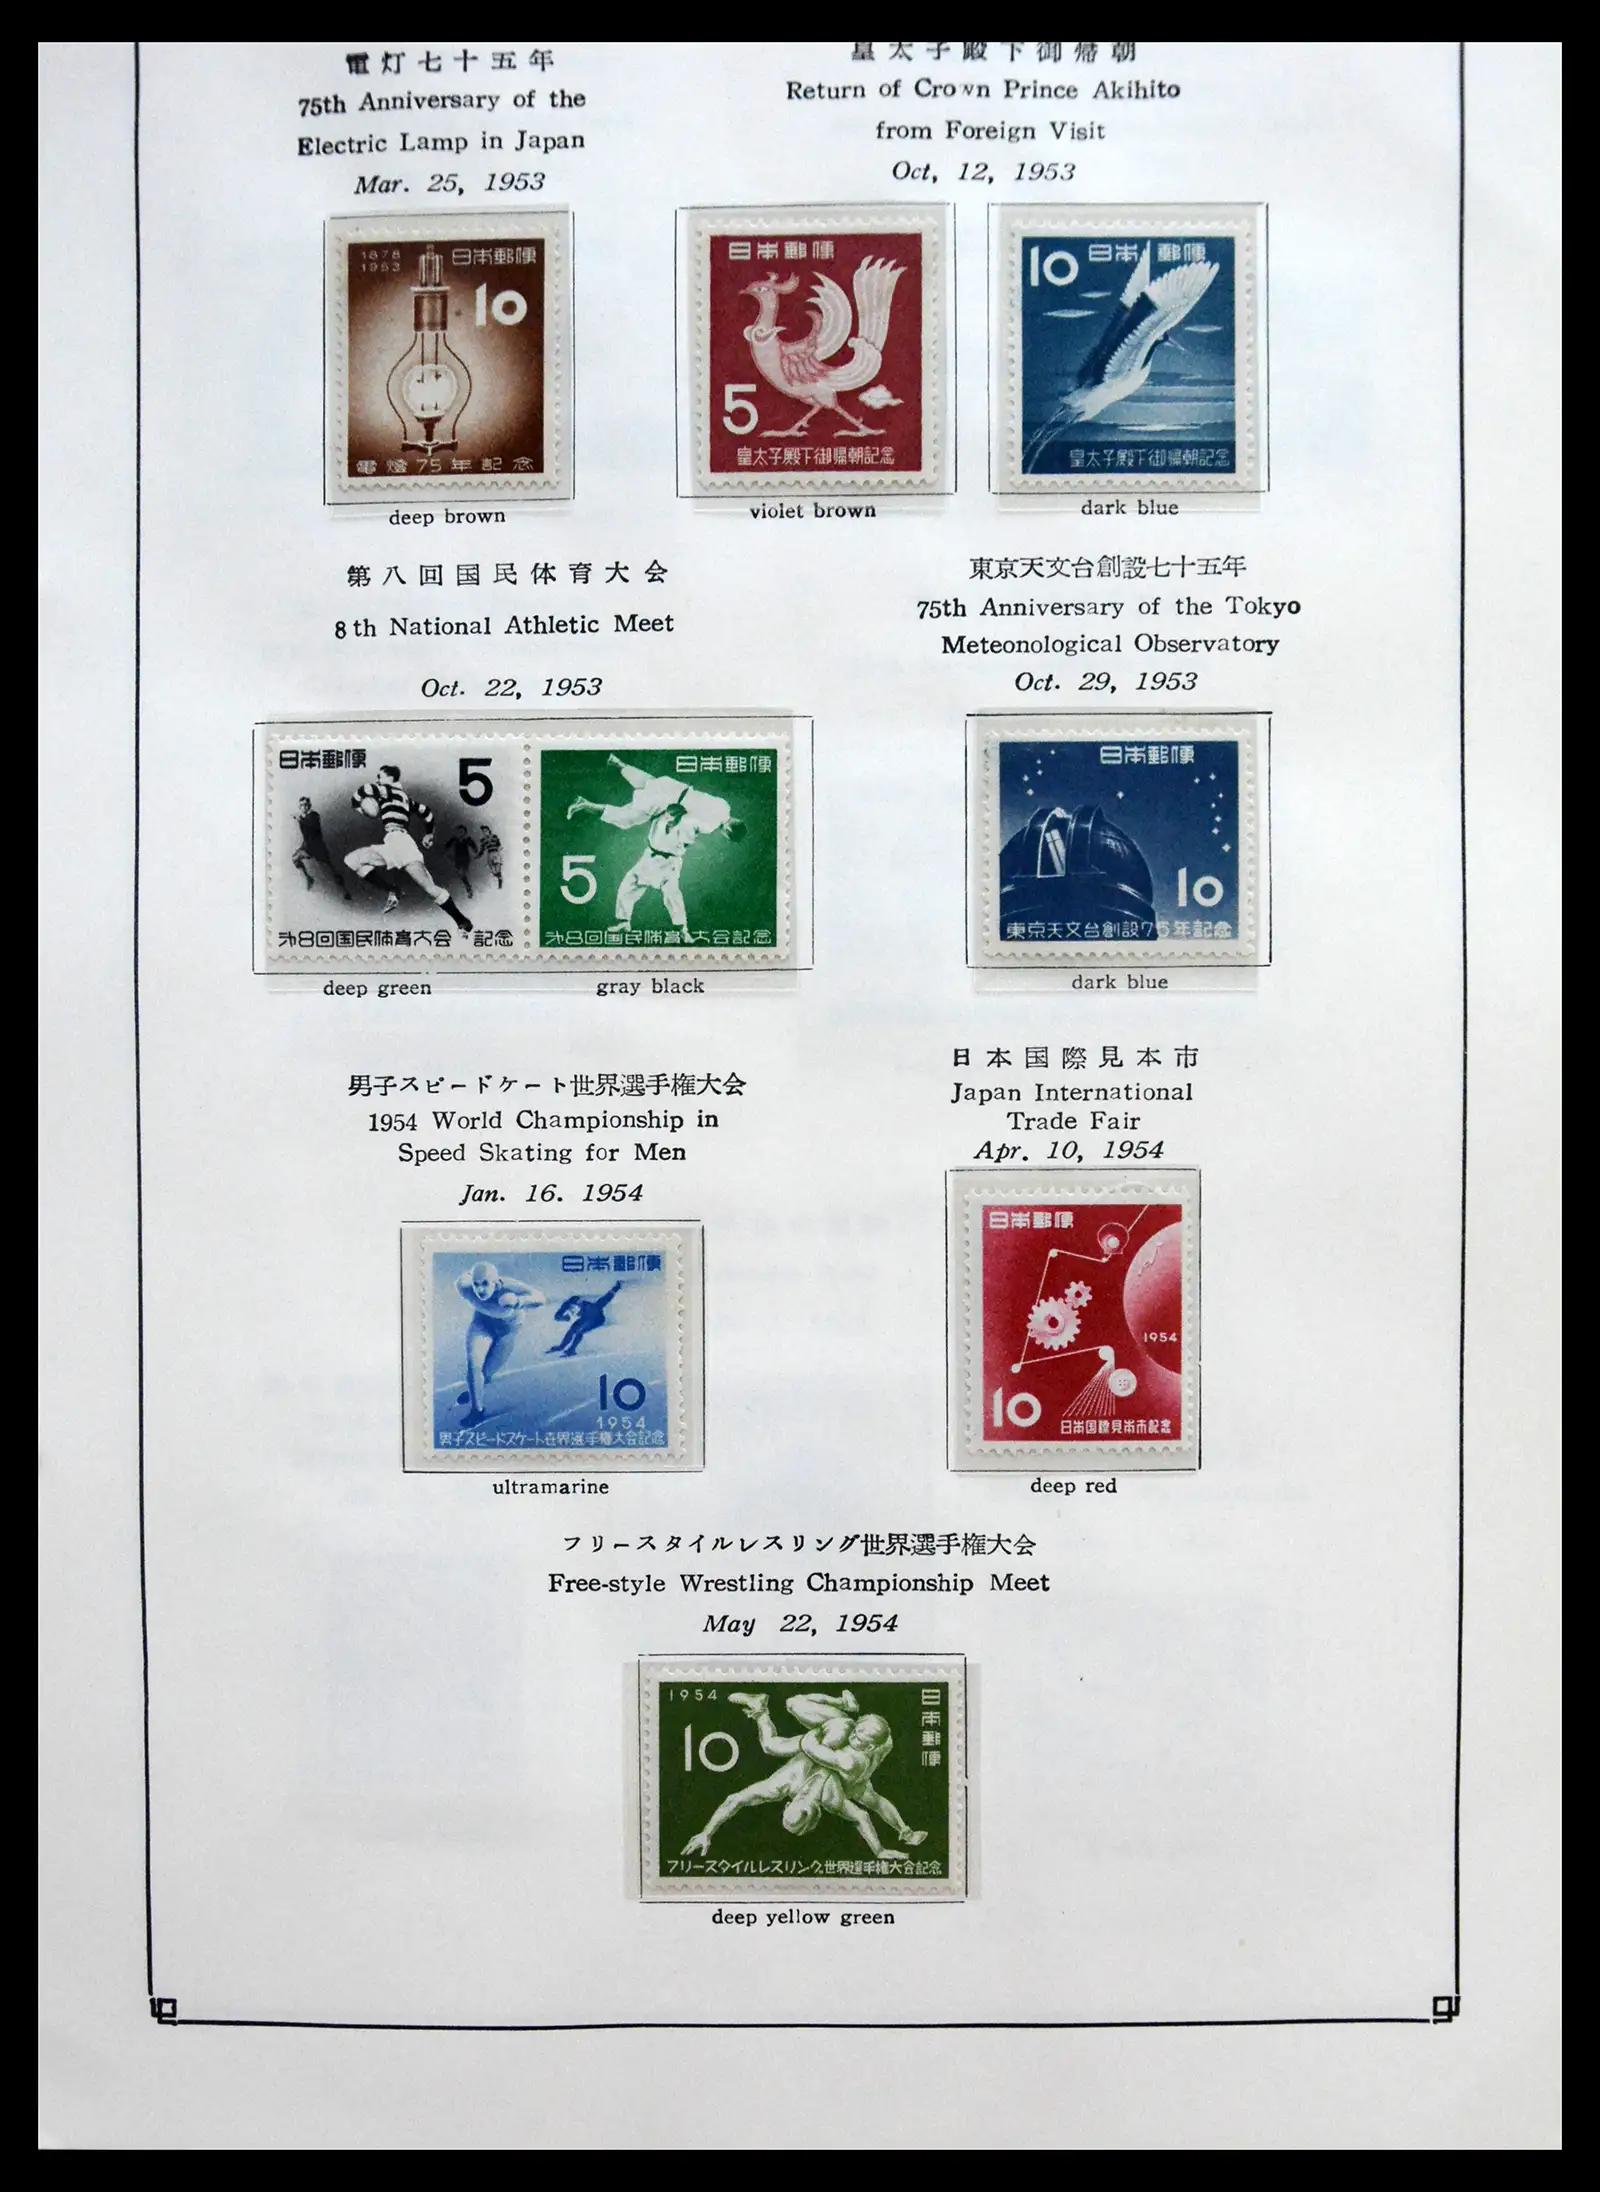 電灯七十五年
75th Anniversary of the
Electric Lamp in Japan
Mar. 25, 1953
皇太子殿下御帰朝
Return of Crown Prince Akihito
from Foreign Visit
Oct, 12, 1953
1878
1953
日本郵便
10
電燈75年記念
deep brown
日本郵便
5
皇太子殿下御帰朝記念
violet brown
10
日本郵便
皇太子殿下御帰朝記念
dark blue
第八回国民体育大会
8th National Athletic Meet
Oct. 22, 1953
東京天文台創設七十五年
75th Anniversary of the Tokyo
Meteonological Observatory
Oct. 29, 1953
日本郵便
5
第8回国民体育大会記念
deep green
日本郵便
5
第8回国民体育大会記念
gray black
日本郵便
10
東京天文台創設75年記念
dark blue
男子スピードケート世界選手権大会
1954 World Championship in
Speed Skating for Men
Jan. 16. 1954
日本国際見本市
Japan International
Trade Fair
Apr. 10, 1954
日本郵便
10
1954
男子スピードスケート世界選手権大会記念
ultramarine
日本郵便
1954
10
日本国際見本市記念
deep red
フリースタイルレスリング世界選手権大会
Free-style Wrestling Championship Meet
May 22, 1954
1954
10
日本郵便
フリースタイルレスリング世界選手権大会記念
deep yellow green